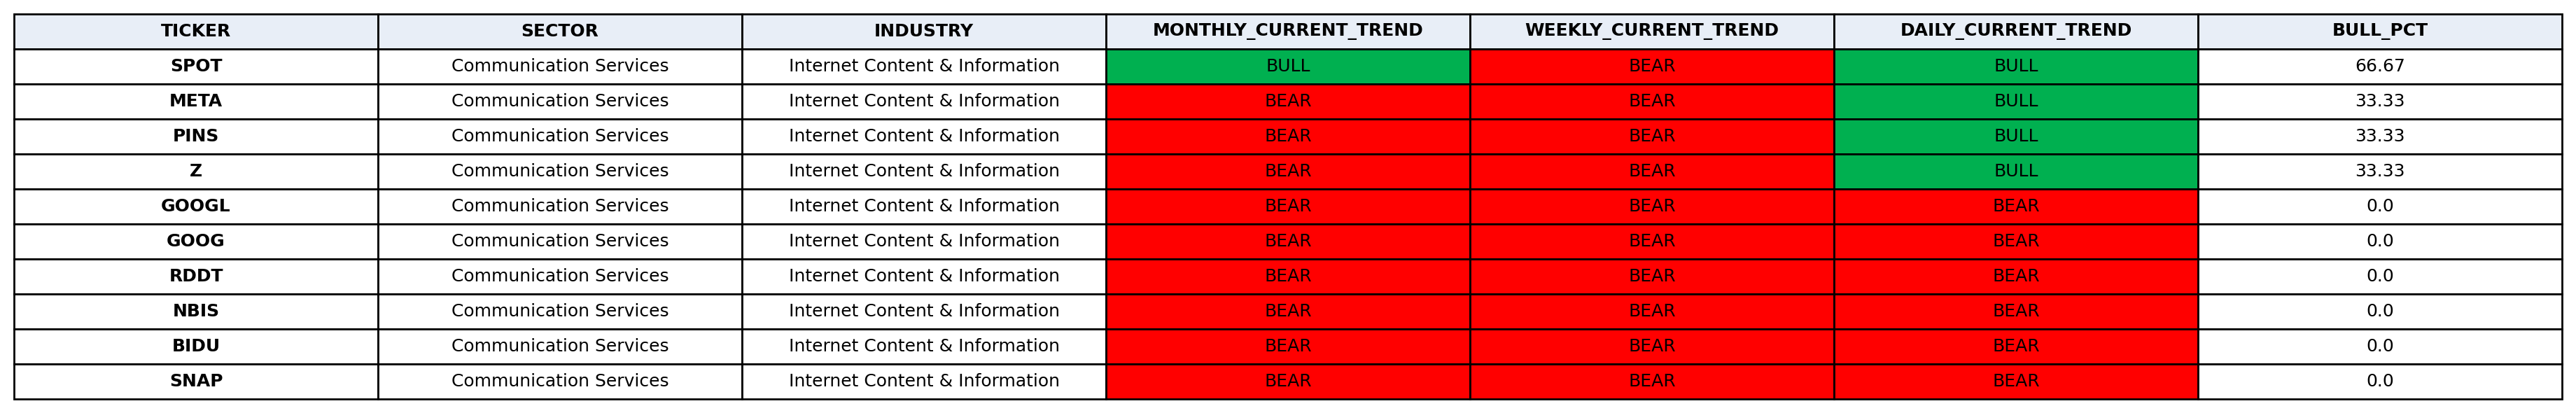 TICKER SECTOR INDUSTRY MONTHLY_CURRENT_TREND WEEKLY_CURRENT_TREND DAILY_CURRENT_TREND BULL_PCT
SPOT Communication Services Internet Content & Information BULL BEAR BULL 66.67
META Communication Services Internet Content & Information BEAR BEAR BULL 33.33
PINS Communication Services Internet Content & Information BEAR BEAR BULL 33.33
Z Communication Services Internet Content & Information BEAR BEAR BULL 33.33
GOOGL Communication Services Internet Content & Information BEAR BEAR BEAR 0.0
GOOG Communication Services Internet Content & Information BEAR BEAR BEAR 0.0
RDDT Communication Services Internet Content & Information BEAR BEAR BEAR 0.0
NBIS Communication Services Internet Content & Information BEAR BEAR BEAR 0.0
BIDU Communication Services Internet Content & Information BEAR BEAR BEAR 0.0
SNAP Communication Services Internet Content & Information BEAR BEAR BEAR 0.0